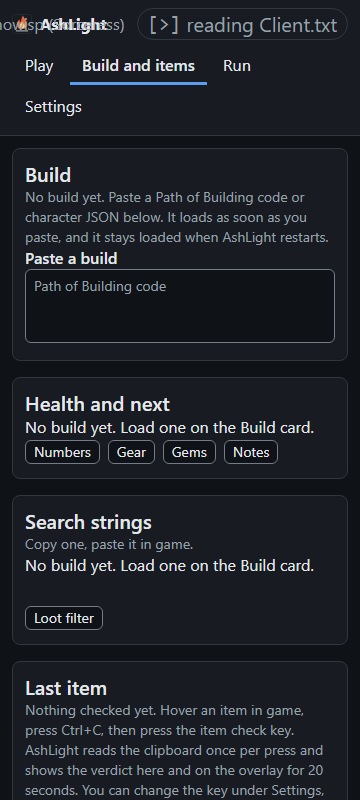 AshLight
[>] reading Client.txt
Play Build and items Run
Settings
Build
No build yet. Paste a Path of Building code or
character JSON below. It loads as soon as you
paste, and it stays loaded when AshLight restarts.
Paste a build
Path of Building code
Health and next
No build yet. Load one on the Build card.
Numbers Gear Gems Notes
Search strings
Copy one, paste it in game.
No build yet. Load one on the Build card.
Loot filter
Last item
Nothing checked yet. Hover an item in game,
press Ctrl+C, then press the item check key.
AshLight reads the clipboard once per press and
shows the verdict here and on the overlay for 20
seconds. You can change the key under Settings,